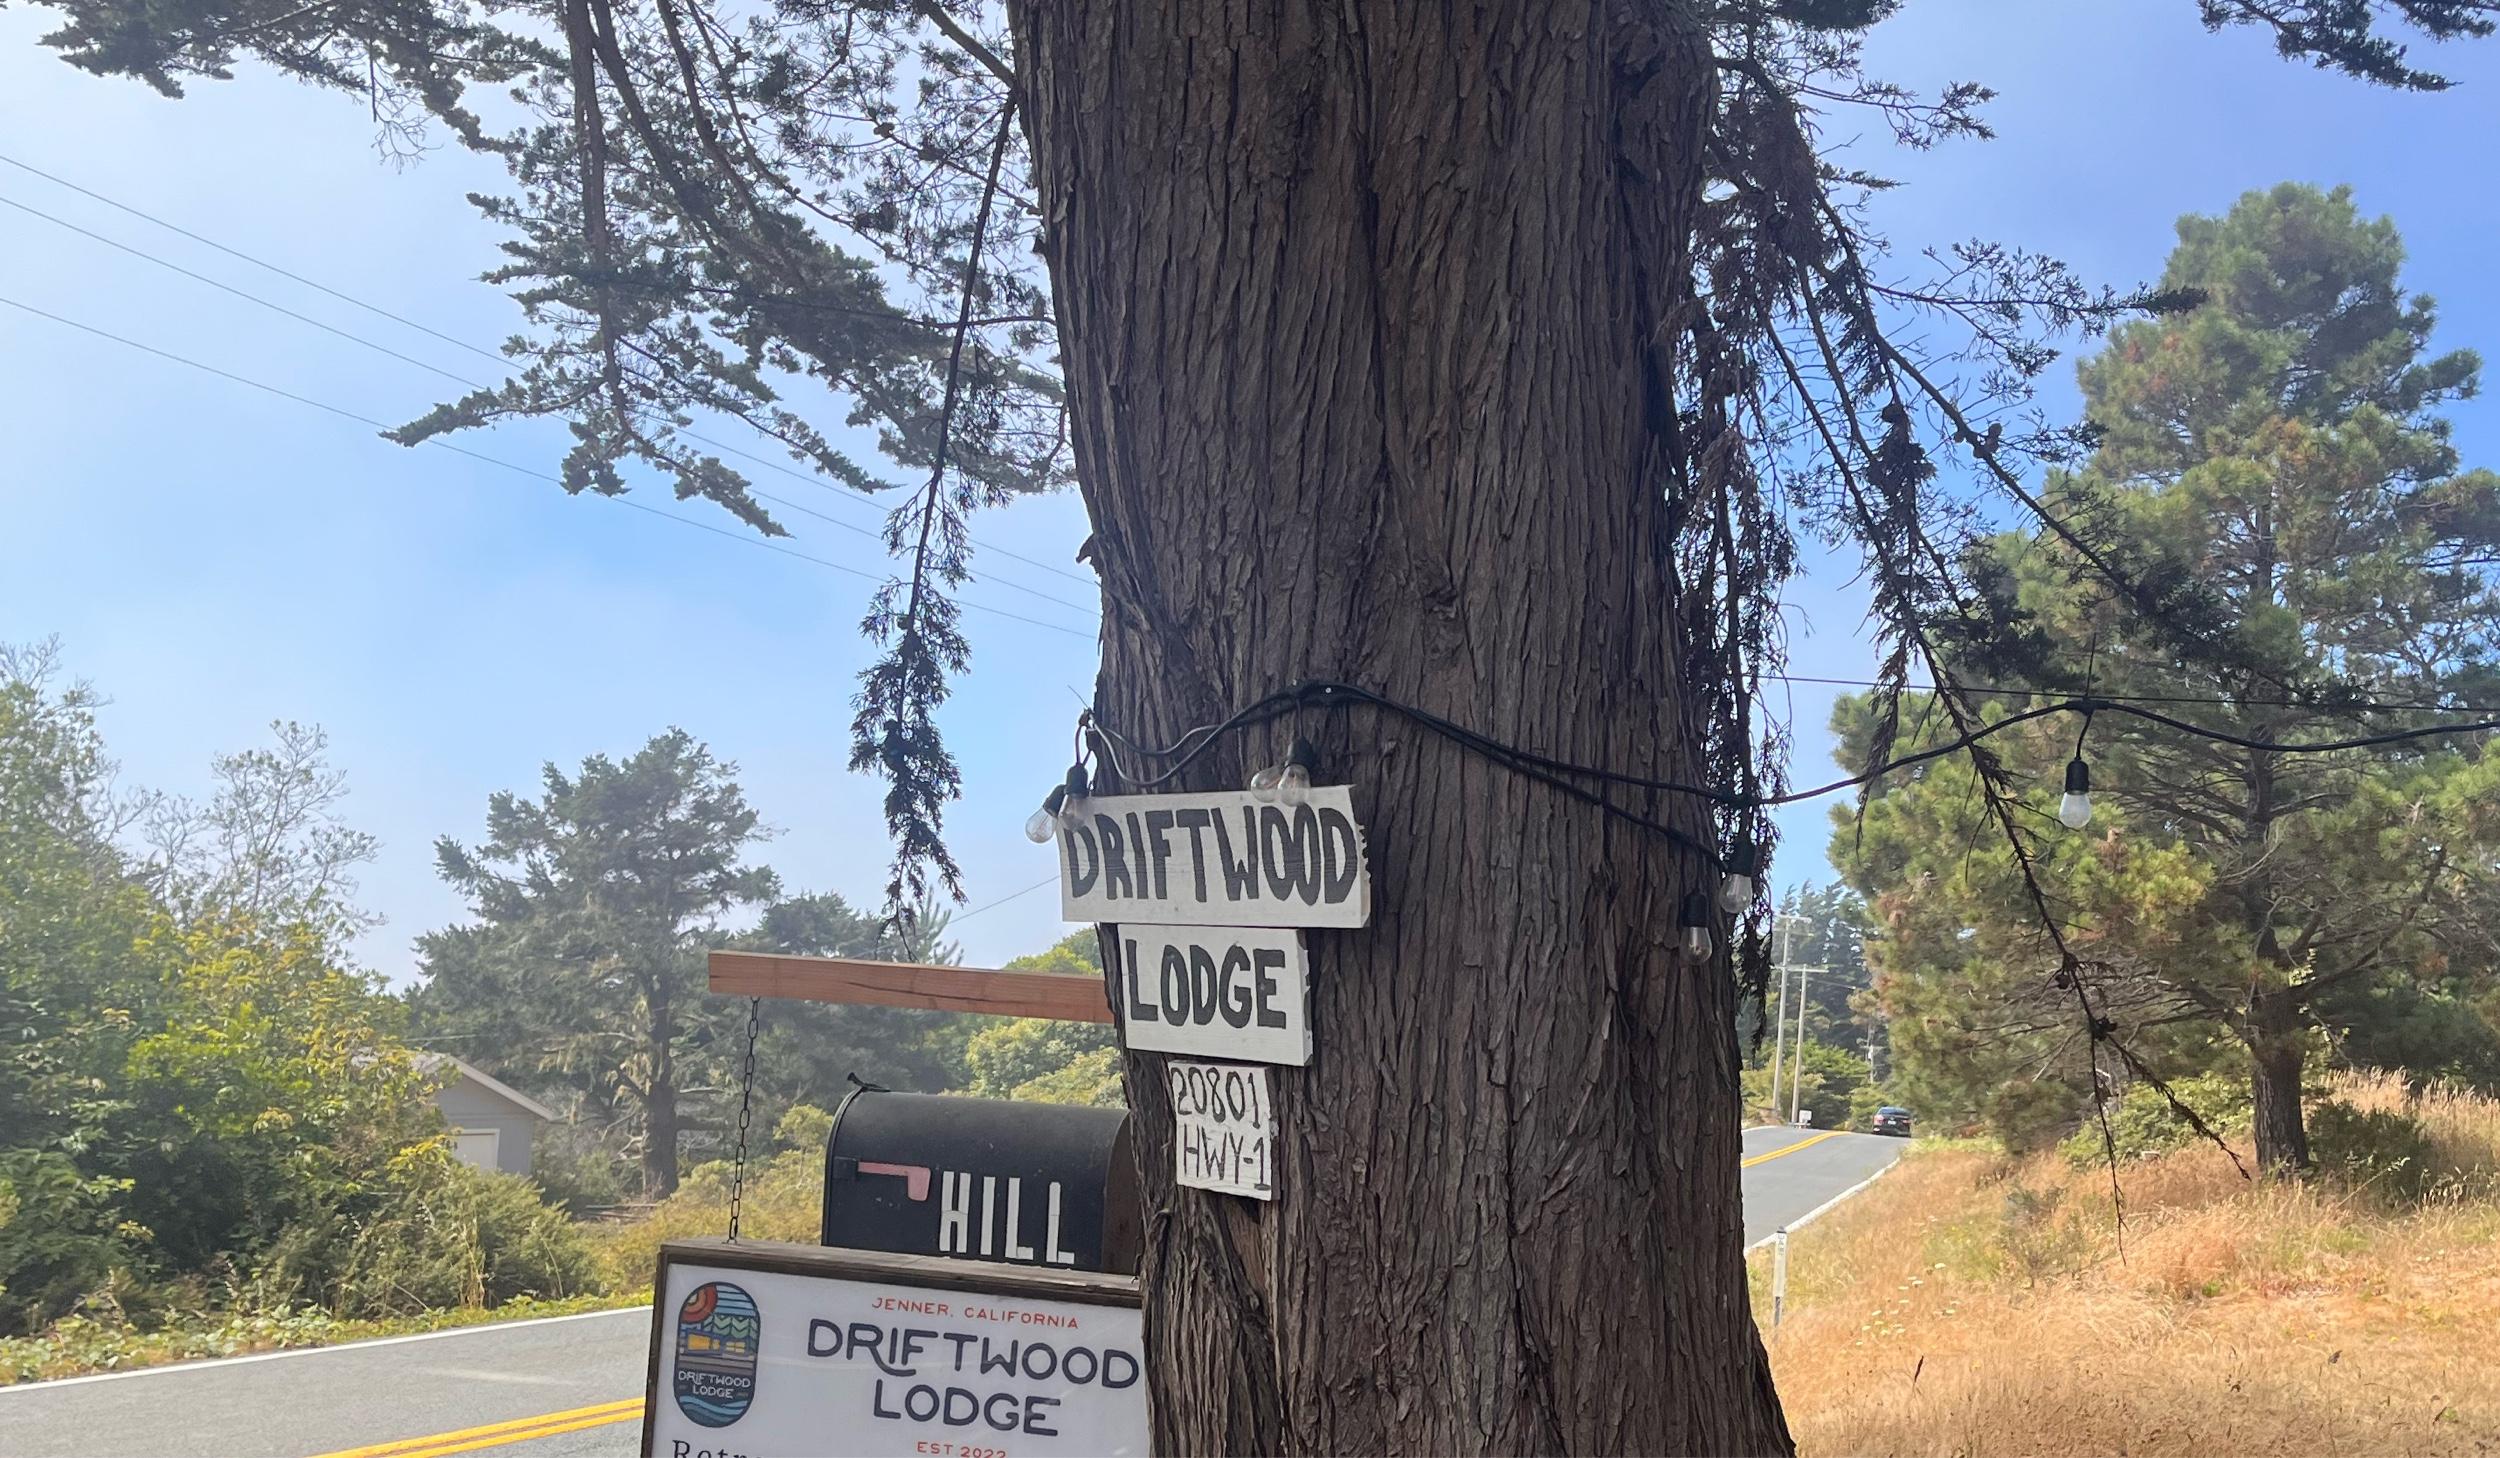 DRIFTWOOD
LODGE
20801
HWY-1
HILL
JENNER, CALIFORNIA
DRIFTWOOD
LODGE
EST 2022
DRIFTWOOD
LODGE